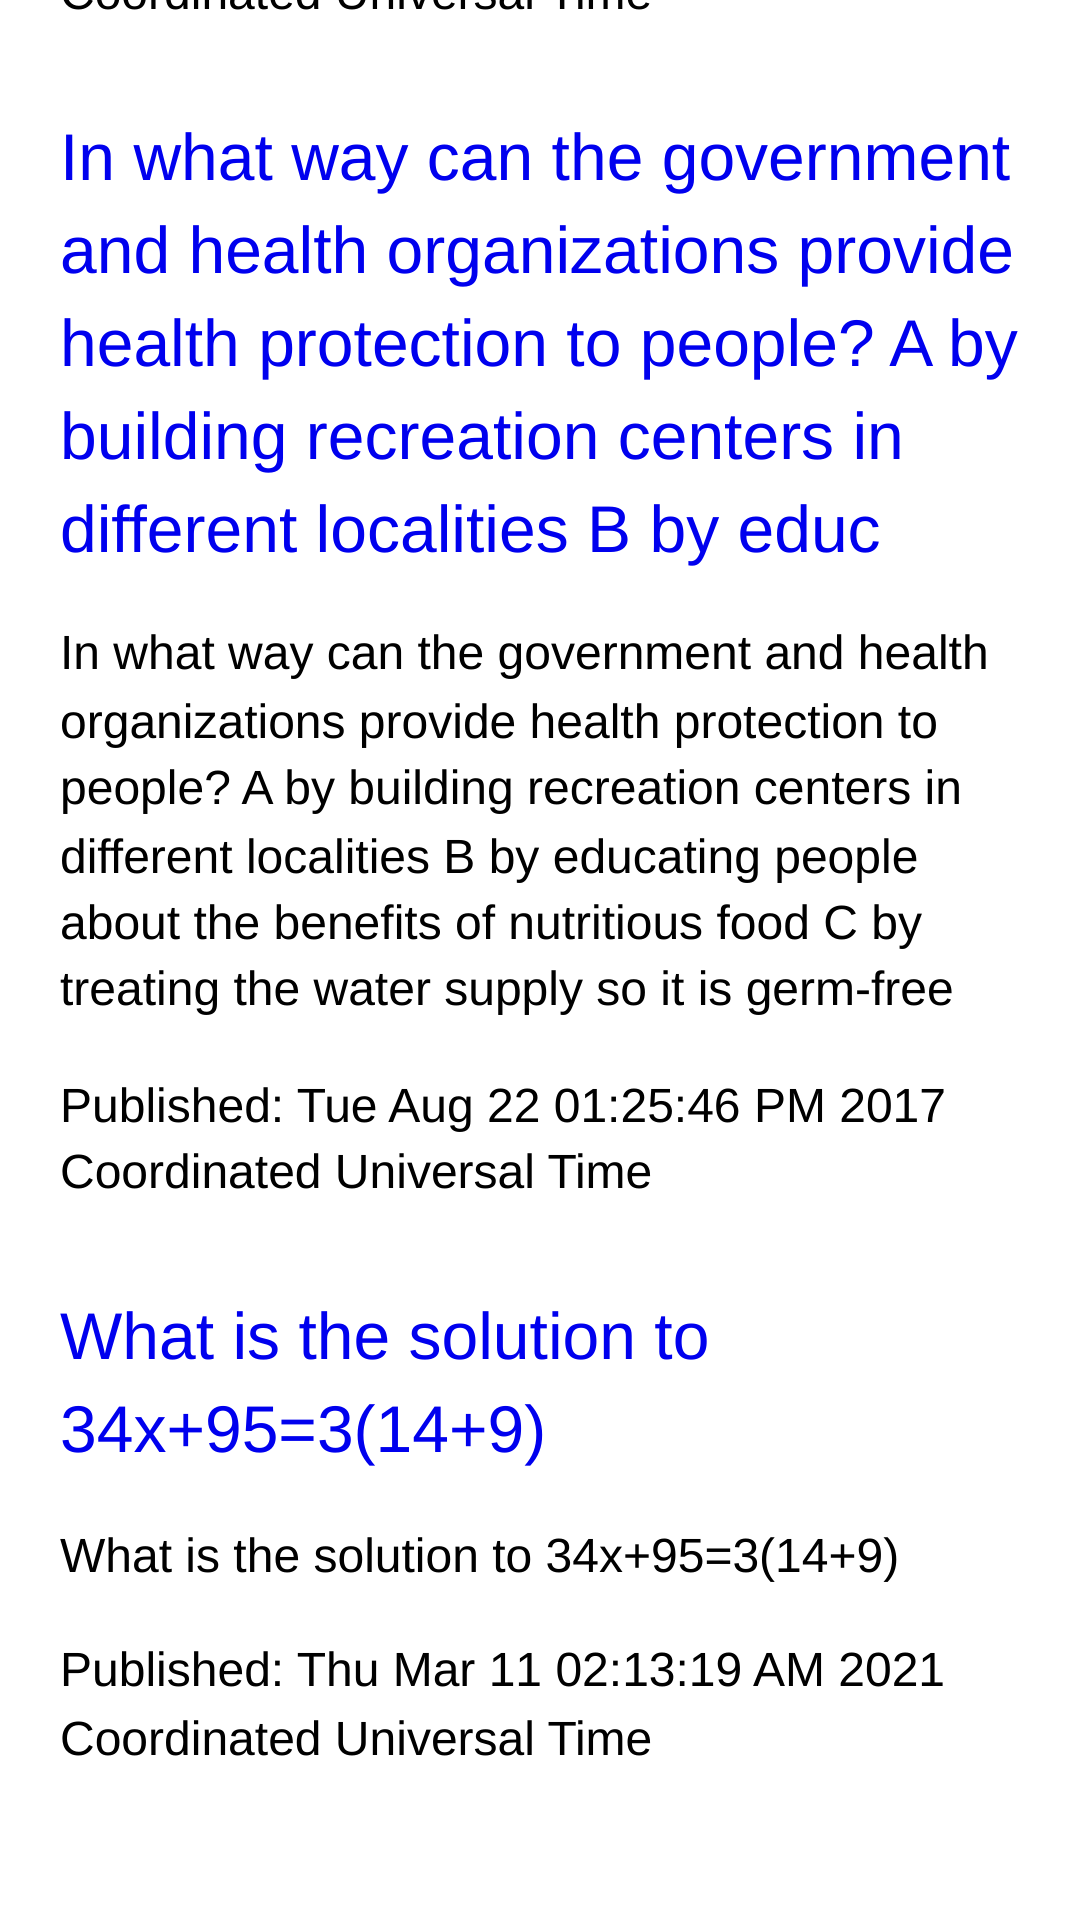 Coordinated Universal Time
In what way can the government
and health organizations provide
health protection to people? A by
building recreation centers in
different localities B by educ
In what way can the government and health
organizations provide health protection to
people? A by building recreation centers in
different localities B by educating people
about the benefits of nutritious food C by
treating the water supply so it is germ-free
Published: Tue Aug 22 01:25:46 PM 2017
Coordinated Universal Time
What is the solution to
34x+95=3(14+9)
What is the solution to 34x+95=3(14+9)
Published: Thu Mar 11 02:13:19 AM 2021
Coordinated Universal Time